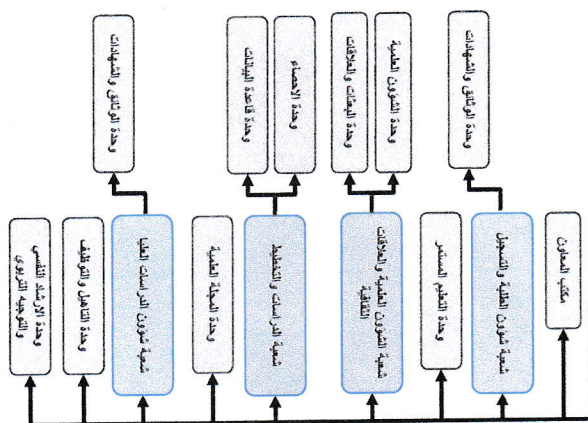 مكتب المعاون
شعبة شؤون الطلبة والتسجيل
وحدة الوثائق والشهادات
وحدة التعليم المستمر
شعبة الشؤون العلمية والعلاقات
الثقافية
وحدة الشؤون العلمية
وحدة البعثات والعلاقات
شعبة الدراسات والتخطيط
وحدة الاحصاء
وحدة قاعدة البيانات
وحدة المجلة العلمية
شعبة شؤون الدراسات العليا
وحدة الوثائق والشهادات
وحدة التاهيل والتوظيف
وحدة الارشاد النفسي
والتوجيه التربوي